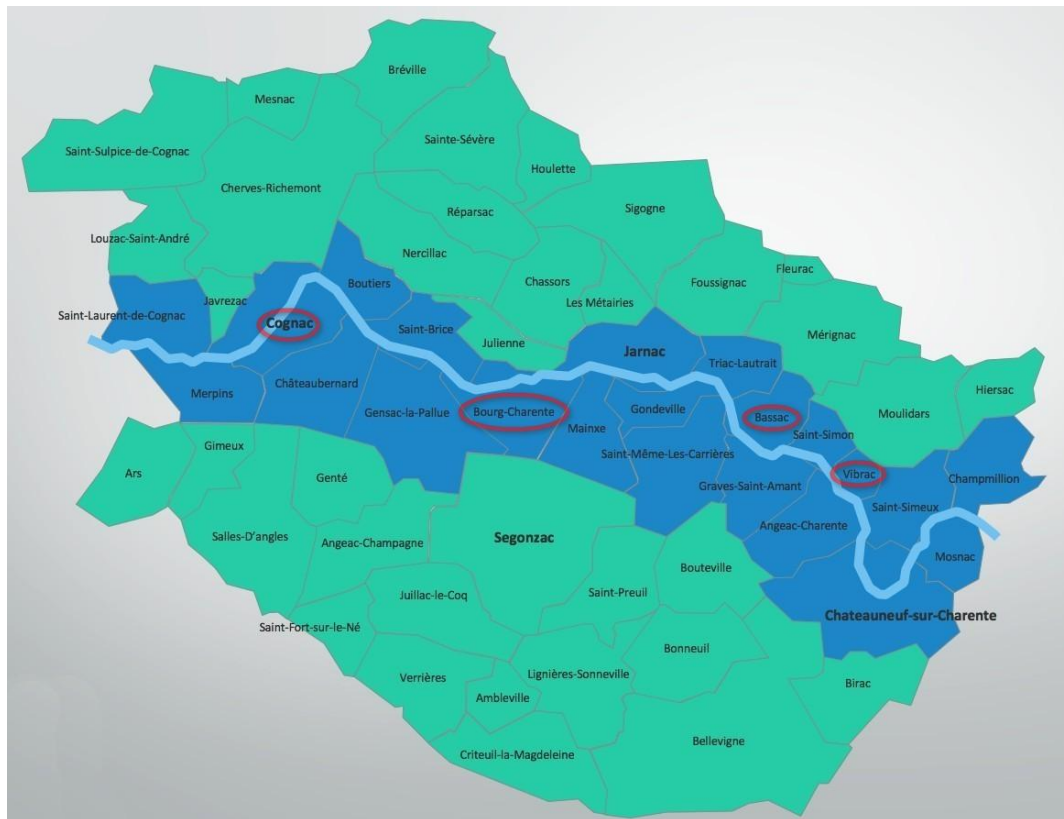 Bréville
Mesnac
Sainte-Sévère
Saint-Sulpice-de-Cognac
Houlette
Cherves-Richemont
Sigogne
Réparsac
Louzac-Saint-André
Nercillac
Fleurac
Chassors
Foussignac
Boutiers
Javrezac
Les Métairies
Saint-Laurent-de-Cognac
Cognac
Saint-Brice
Mérignac
Julienne
Jarnac
Triac-Lautrait
Châteaubernard
Hiersac
Merpins
Gensac-la-Pallue
Bourg-Charente
Gondeville
Bassac
Moulidars
Mainxe
Saint-Simon
Gimeux
Saint-Même-Les-Carrières
Ars
Genté
Vibrac
Champmillion
Graves-Saint-Amant
Saint-Simeux
Angeac-Charente
Salles-D'angles
Segonzac
Angeac-Champagne
Mosnac
Bouteville
Juillac-le-Coq
Saint-Preuil
Chateauneuf-sur-Charente
Saint-Fort-sur-le-Né
Bonneuil
Lignières-Sonneville
Verrières
Birac
Ambleville
Bellevigne
Criteuil-la-Magdeleine